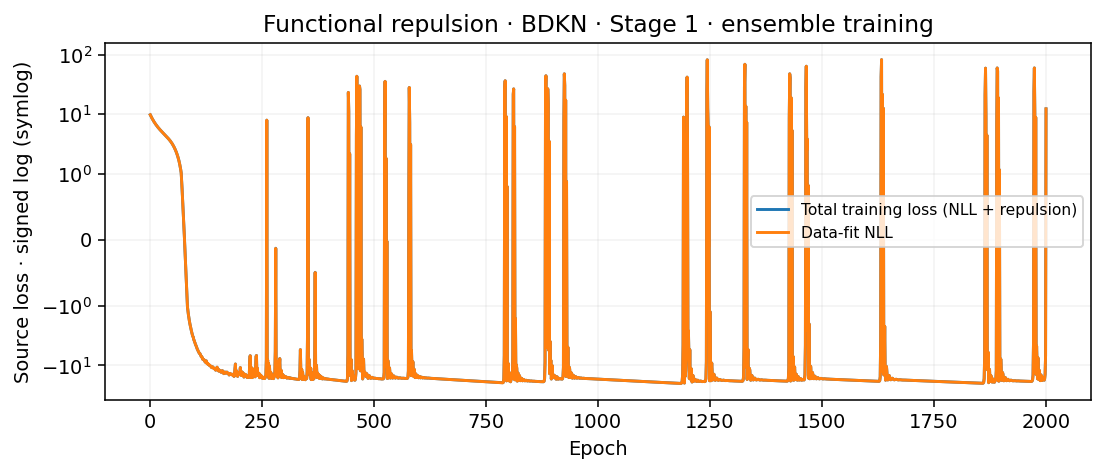 Functional repulsion · BDKN · Stage 1 · ensemble training
Source loss · signed log (symlog)
10²
10¹
10⁰
0
−10⁰
−10¹
Total training loss (NLL + repulsion)
Data-fit NLL
0 250 500 750 1000 1250 1500 1750 2000
Epoch